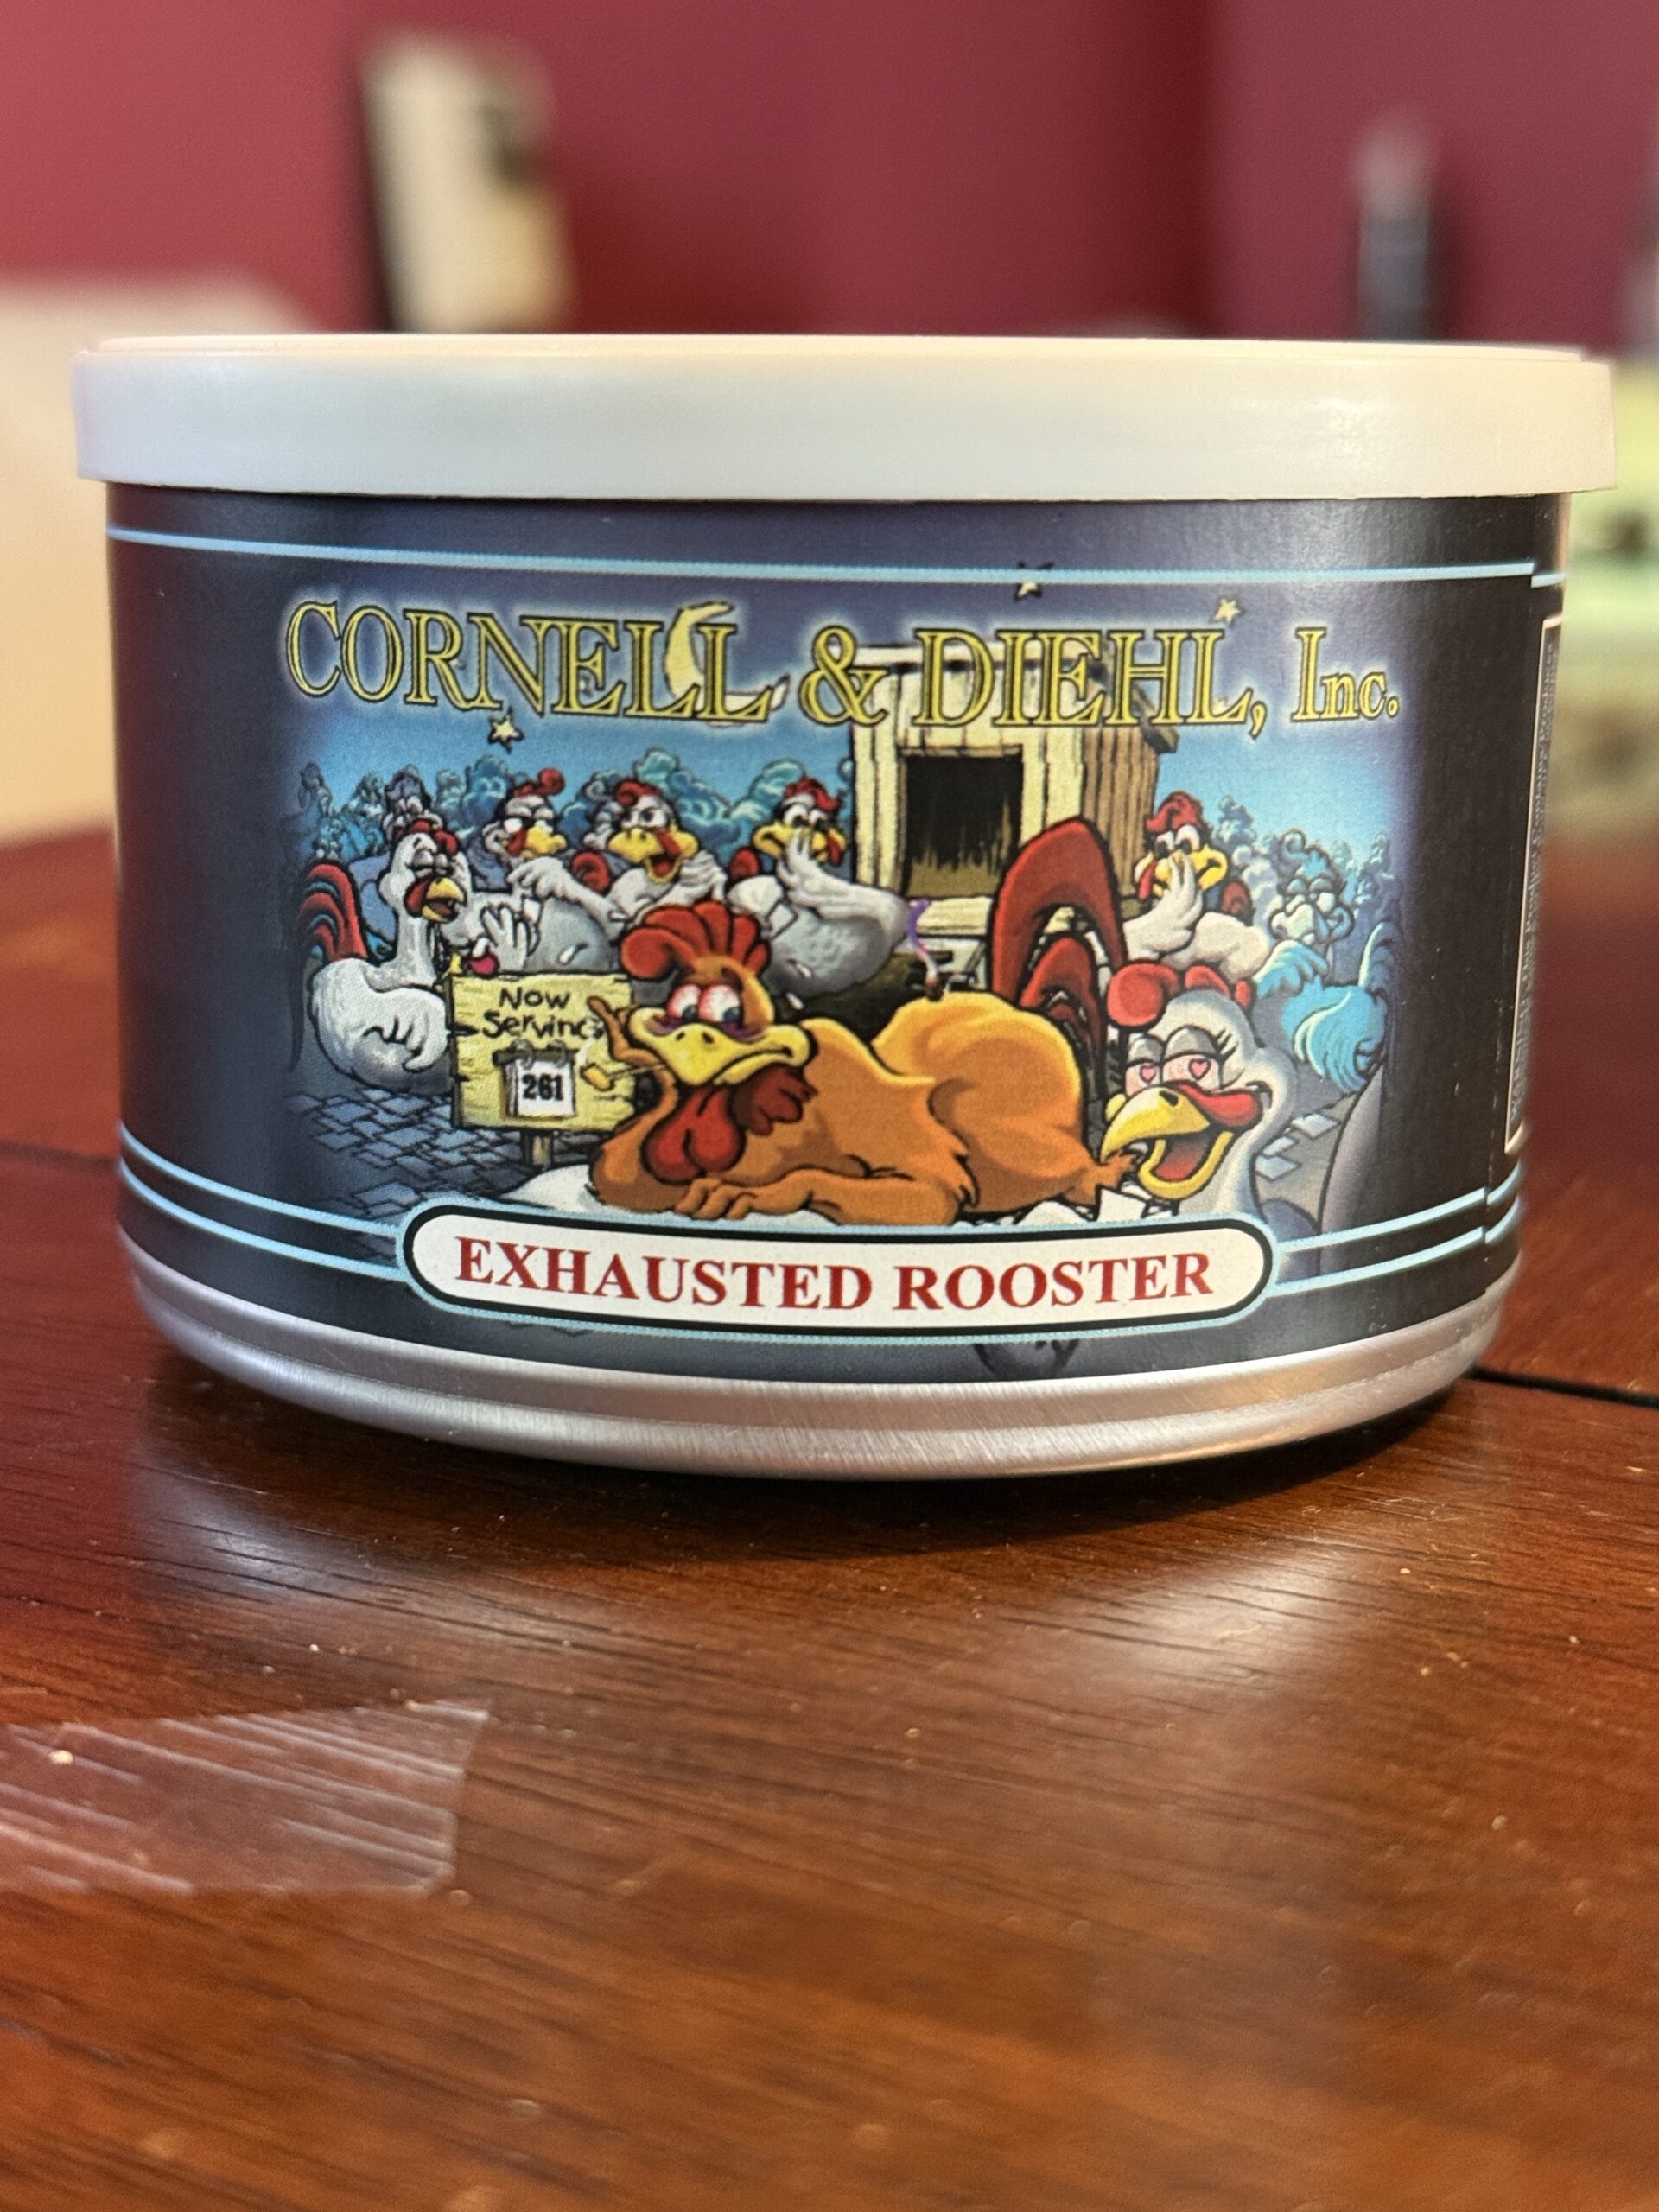 CORNELL & DIEHL, Inc.
Now
Serving
261
EXHAUSTED ROOSTER